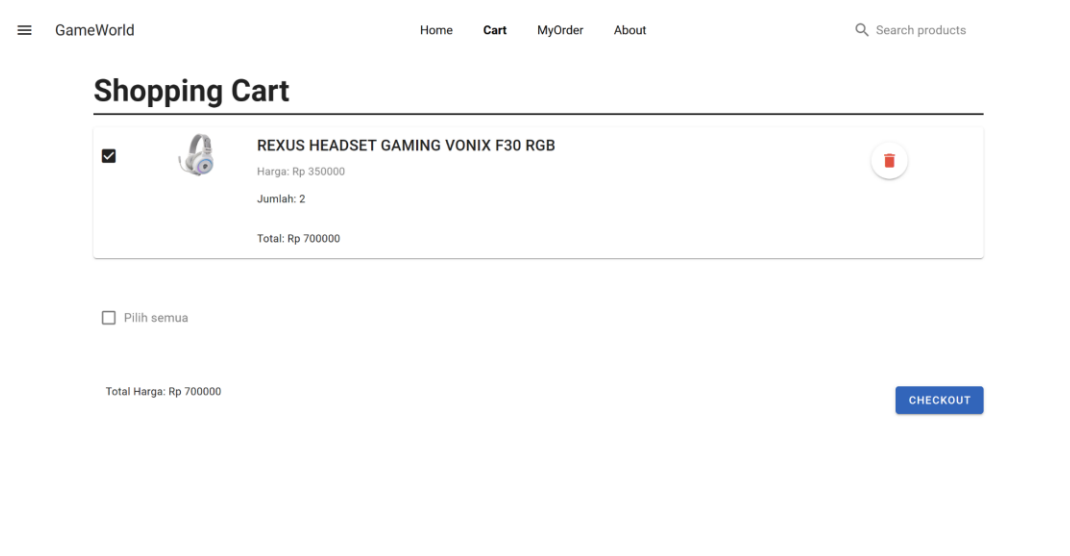 GameWorld
Home Cart MyOrder About
Search products
Shopping Cart
REXUS HEADSET GAMING VONIX F30 RGB
Harga: Rp 350000
Jumlah: 2
Total: Rp 700000
Pilih semua
Total Harga: Rp 700000
CHECKOUT